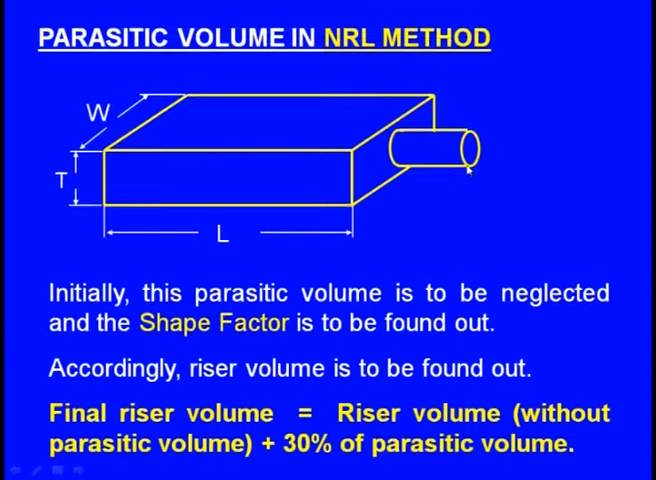 PARASITIC VOLUME IN NRL METHOD
W
T
L
Initially, this parasitic volume is to be neglected
and the Shape Factor is to be found out.
Accordingly, riser volume is to be found out.
Final riser volume = Riser volume (without
parasitic volume) + 30% of parasitic volume.